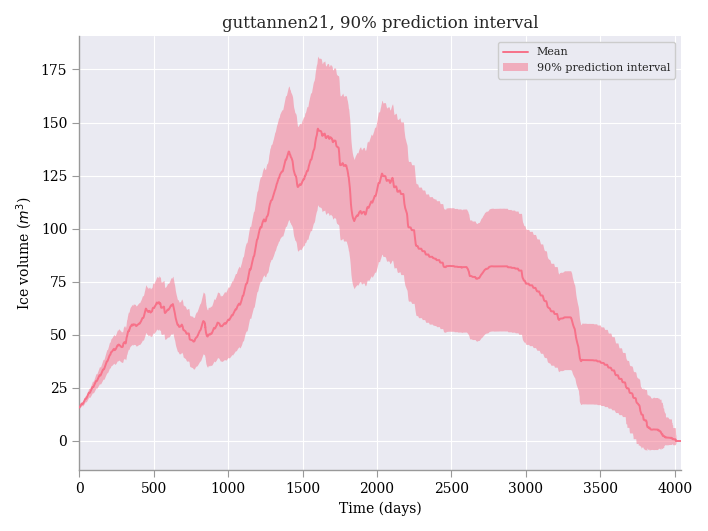 guttannen21, 90% prediction interval
Mean
90% prediction interval
175
150
125
100
75
50
25
0
Ice volume (m³)
0 500 1000 1500 2000 2500 3000 3500 4000
Time (days)